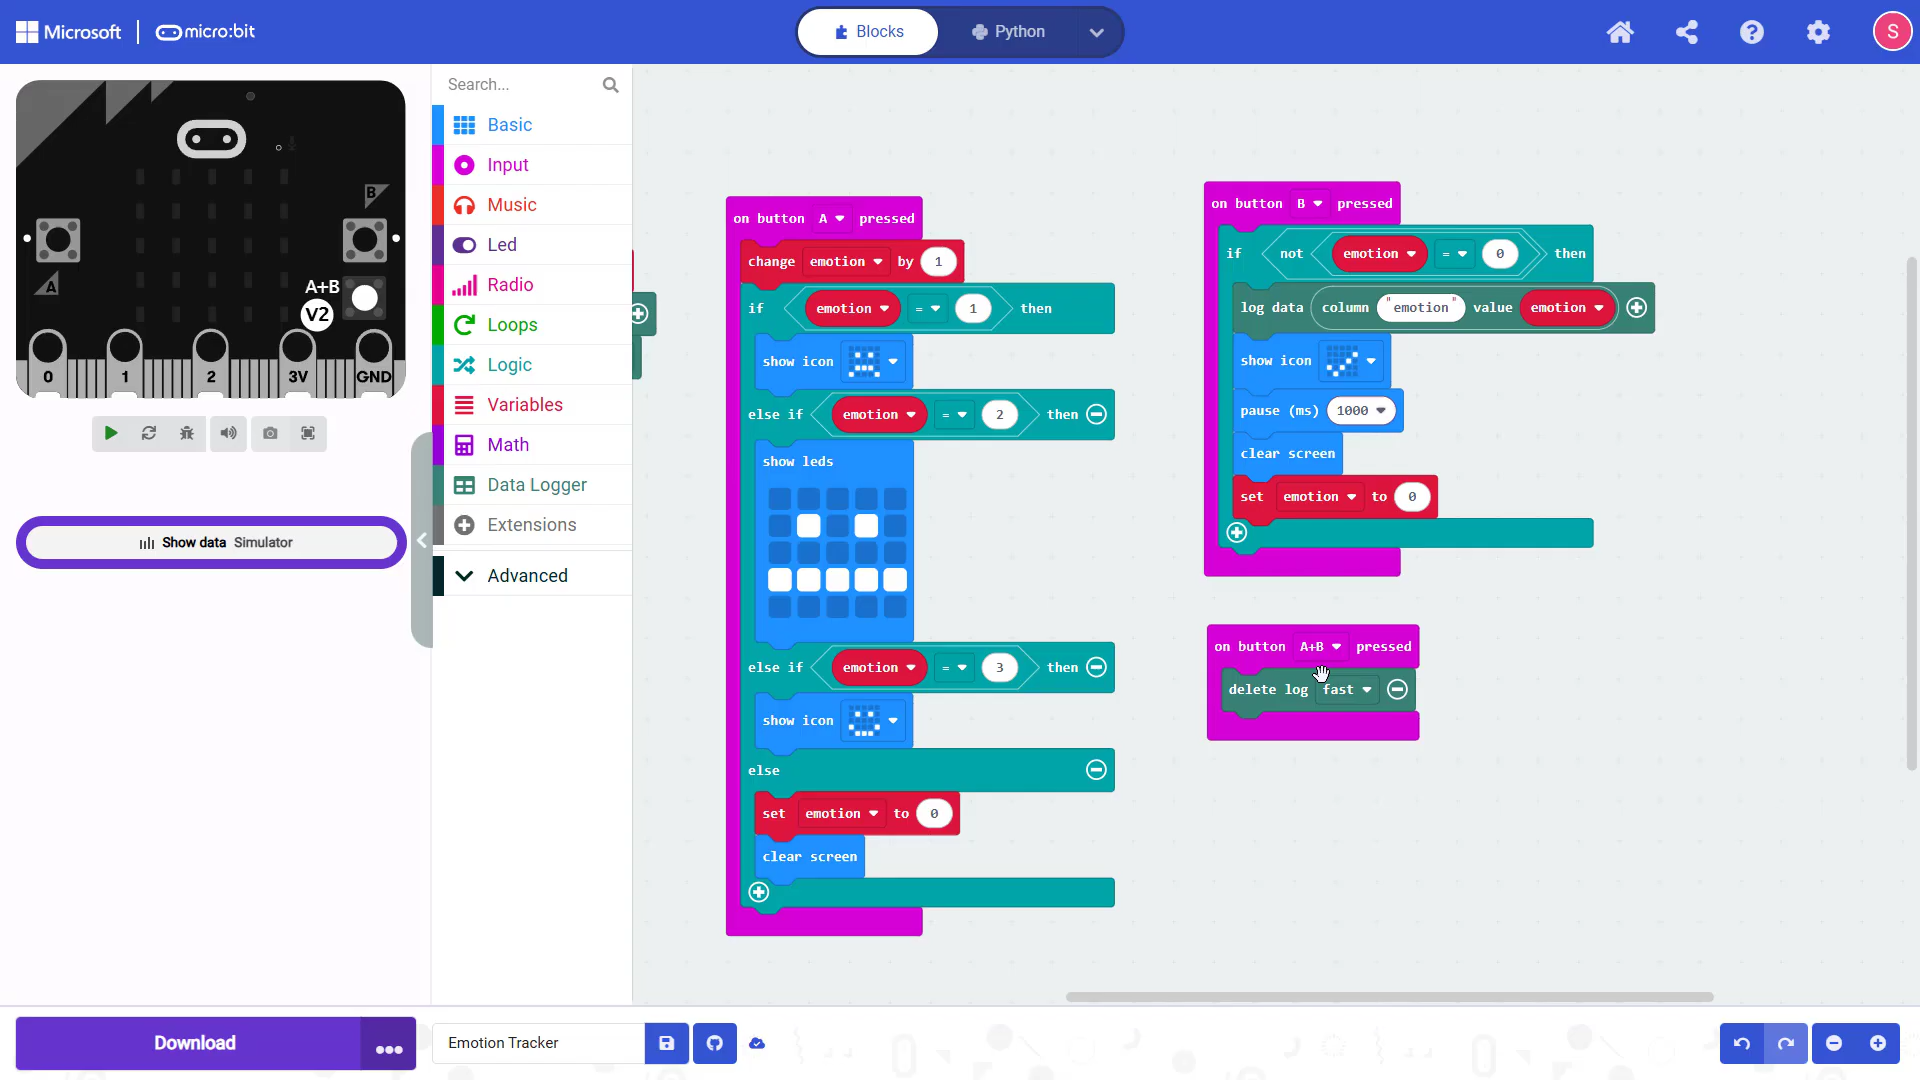 Microsoft
micro:bit
Blocks
Python
S
B
A
A+B
V2
0 1 2 3V GND
Show data Simulator
Search...
Basic
Input
Music
Led
Radio
Loops
Logic
Variables
Math
Data Logger
Extensions
Advanced
on button A pressed
change emotion by 1
if emotion = 1 then
show icon
else if emotion = 2 then
show leds
else if emotion = 3 then
show icon
else
set emotion to 0
clear screen
on button B pressed
if not emotion = 0 then
log data column "emotion" value emotion
show icon
pause (ms) 1000
clear screen
set emotion to 0
on button A+B pressed
delete log fast
Download
Emotion Tracker